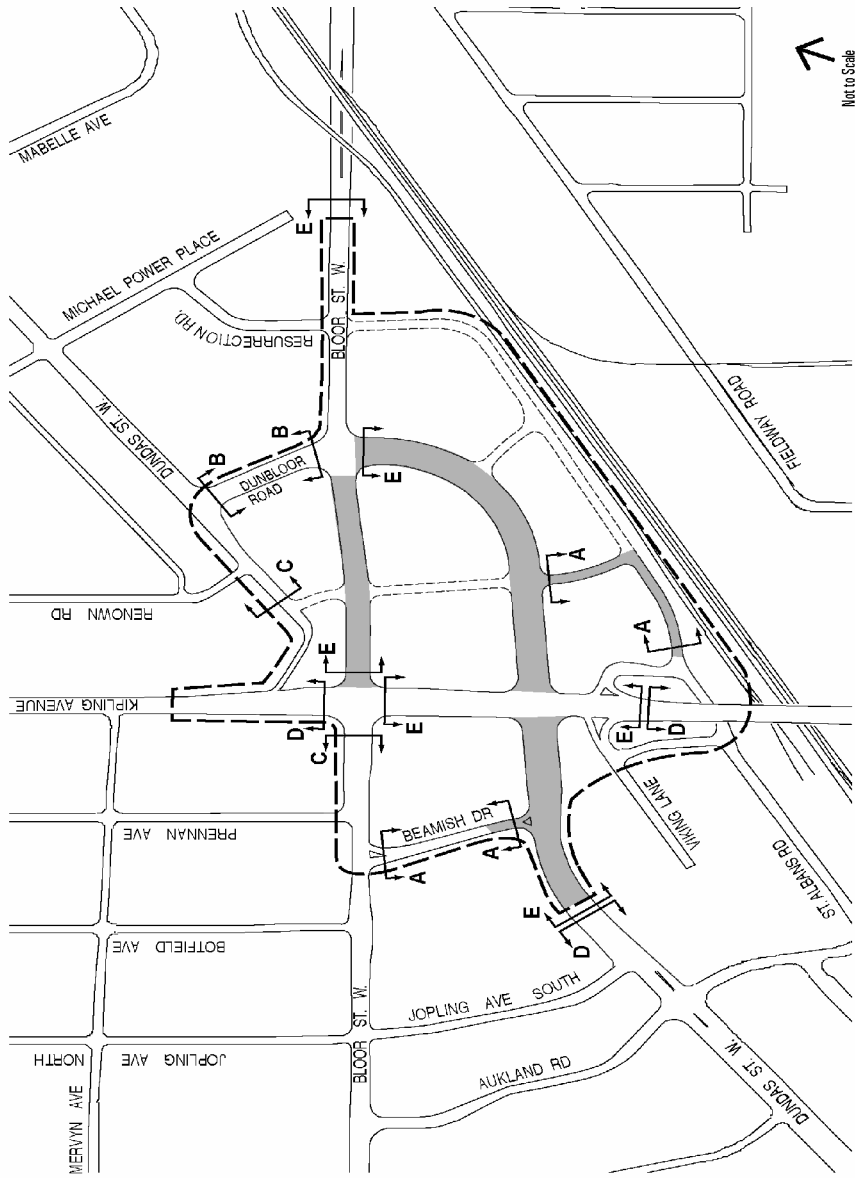 MABELLE AVE
Not to Scale
MICHAEL POWER PLACE
E
BLOOR ST. W.
RESURRECTION RD.
DUNDAS ST. W.
FIELDWAY ROAD
B
B
DUNBLOOR
ROAD
E
C
A
RENOWN RD
A
E
KIPLING AVENUE
D
E
E
D
C
PRENNAN AVE
BEAMISH DR
VIKING LANE
A
A
ST. ALBANS RD
E
D
BOTFIELD AVE
JOPLING AVE SOUTH
BLOOR ST. W.
JOPLING AVE NORTH
AUKLAND RD
DUNDAS ST. W.
MERVYN AVE